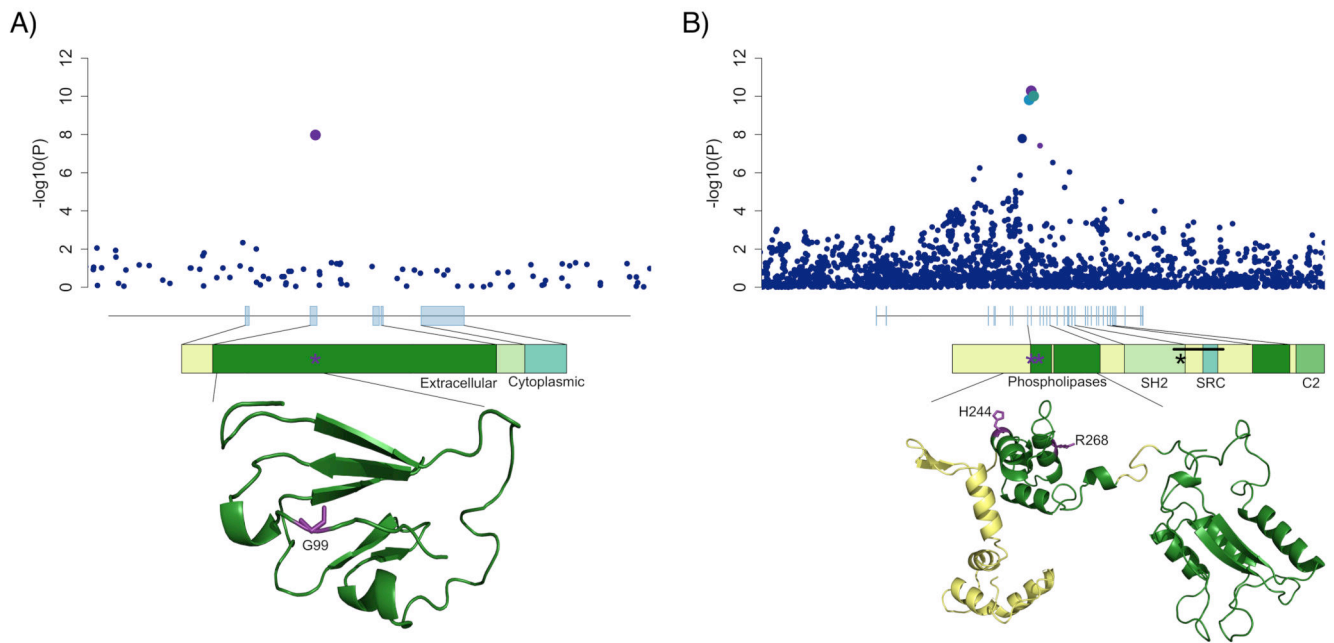 A)
12
10
8
6
4
2
0
-log10(P)
*
Extracellular
Cytoplasmic
G99
B)
12
10
8
6
4
2
0
-log10(P)
** *
Phospholipases
SH2
SRC
C2
H244
R268